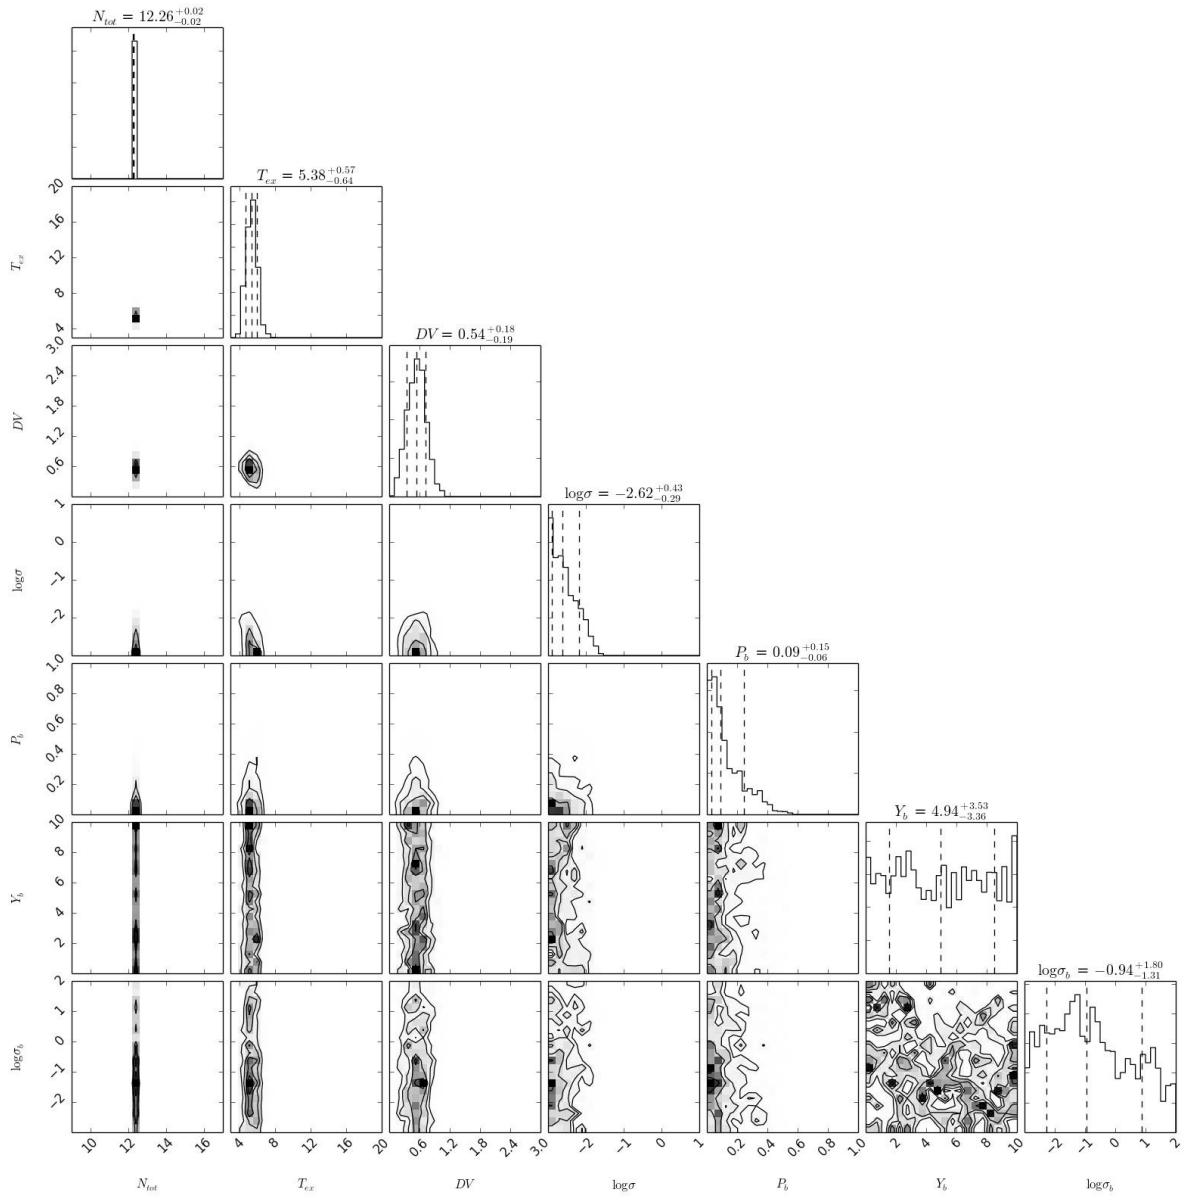 N_tot = 12.26 +0.02 −0.02
T_ex = 5.38 +0.57 −0.64
20
16
12
8
4
T_ex
DV = 0.54 +0.18 −0.19
3.0
2.4
1.8
1.2
0.6
DV
logσ = −2.62 +0.43 −0.29
1
0
−1
−2
logσ
P_b = 0.09 +0.15 −0.06
1.0
0.8
0.6
0.4
0.2
P_b
Y_b = 4.94 +3.53 −3.36
10
8
6
4
2
Y_b
logσ_b = −0.94 +1.80 −1.31
2
1
0
−1
−2
logσ_b
10 12 14 16 4 8 12 16 20 0.6 1.2 1.8 2.4 3.0 −2 −1 0 1 0.2 0.4 0.6 0.8 2 4 6 8 10 −2 −1 0 1 2
N_tot T_ex DV logσ P_b Y_b logσ_b